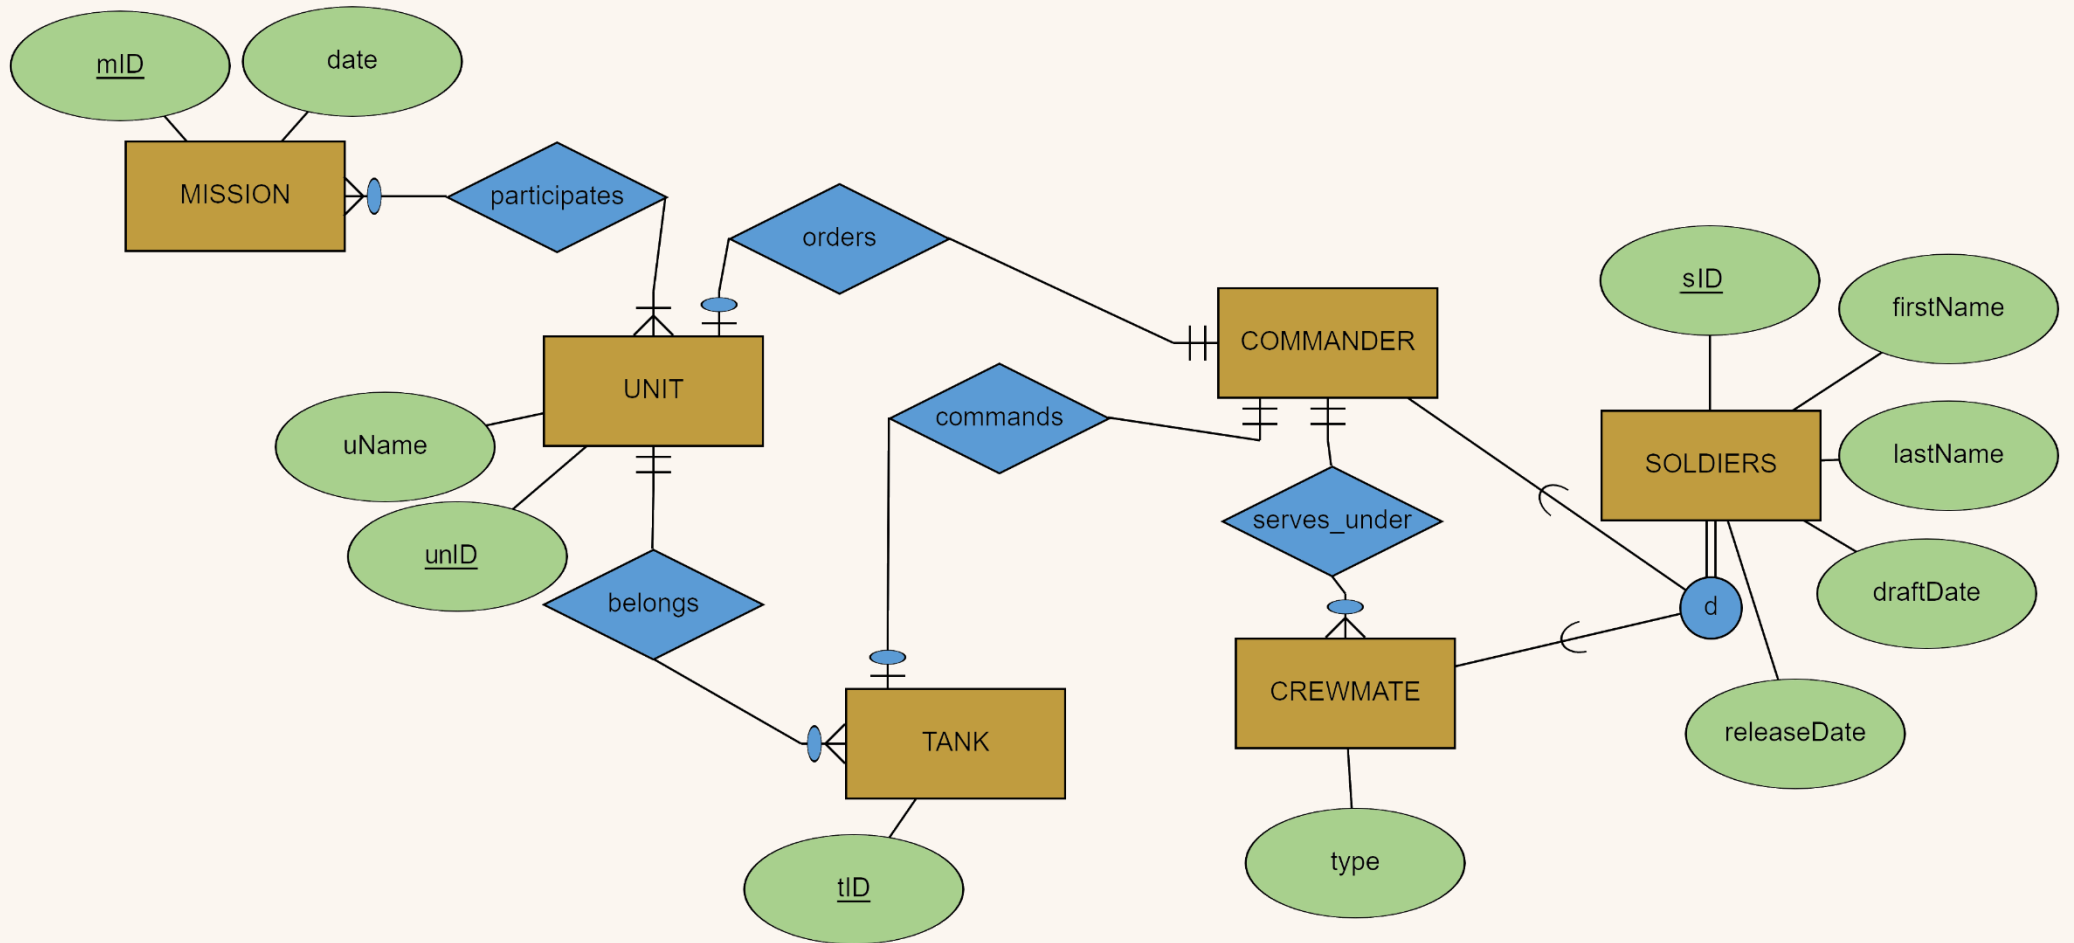 mID
date
MISSION
participates
orders
sID
firstName
COMMANDER
UNIT
commands
uName
lastName
SOLDIERS
serves_under
unID
belongs
draftDate
d
CREWMATE
releaseDate
TANK
type
tID